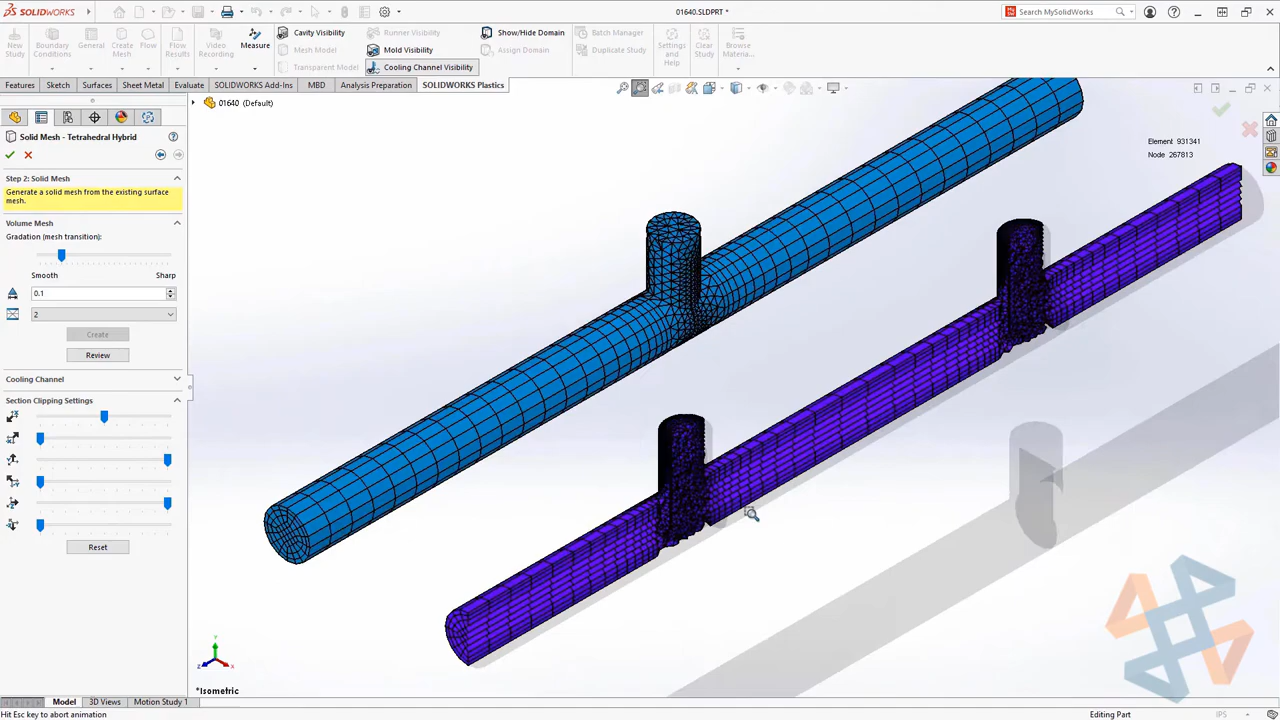 SOLIDWORKS
01640.SLDPRT *
Search MySolidWorks
New Study
Boundary Conditions
General
Create Mesh
Flow
Flow Results
Video Recording
Measure
Cavity Visibility
Mesh Model
Transparent Model
Runner Visibility
Mold Visibility
Cooling Channel Visibility
Show/Hide Domain
Assign Domain
Batch Manager
Duplicate Study
Settings and Help
Clear Study
Browse Materia...
Features
Sketch
Surfaces
Sheet Metal
Evaluate
SOLIDWORKS Add-Ins
MBD
Analysis Preparation
SOLIDWORKS Plastics
01640 (Default)
Solid Mesh - Tetrahedral Hybrid
Step 2: Solid Mesh
Generate a solid mesh from the existing surface
mesh.
Volume Mesh
Gradation (mesh transition):
Smooth Sharp
0.1
2
Create
Review
Cooling Channel
Section Clipping Settings
Reset
Element 931341
Node 267813
*Isometric
Model
3D Views
Motion Study 1
Hit Esc key to abort animation
Editing Part
IPS